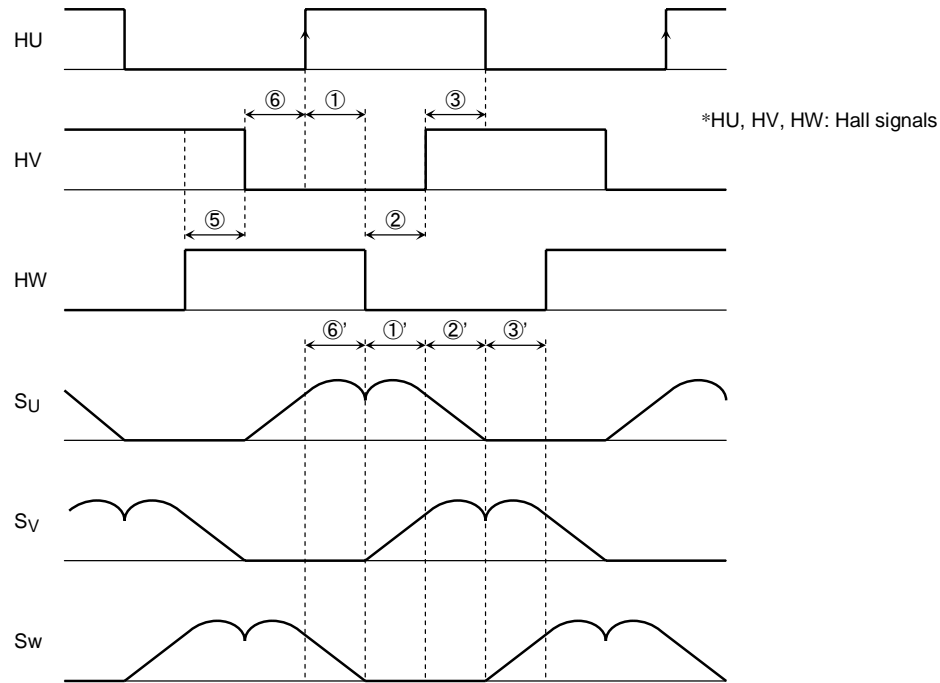 HU
⑥ ① ③
*HU, HV, HW: Hall signals
HV
⑤ ②
HW
⑥’ ①’ ②’ ③’
SU
SV
Sw